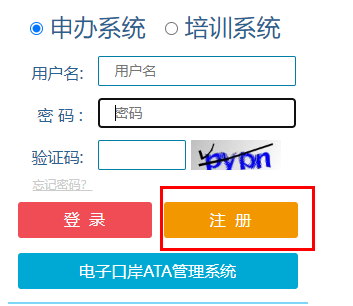 申办系统 培训系统
用户名: 用户名
密 码 : 密码
验证码:
忘记密码?
登 录 注 册
电子口岸ATA管理系统